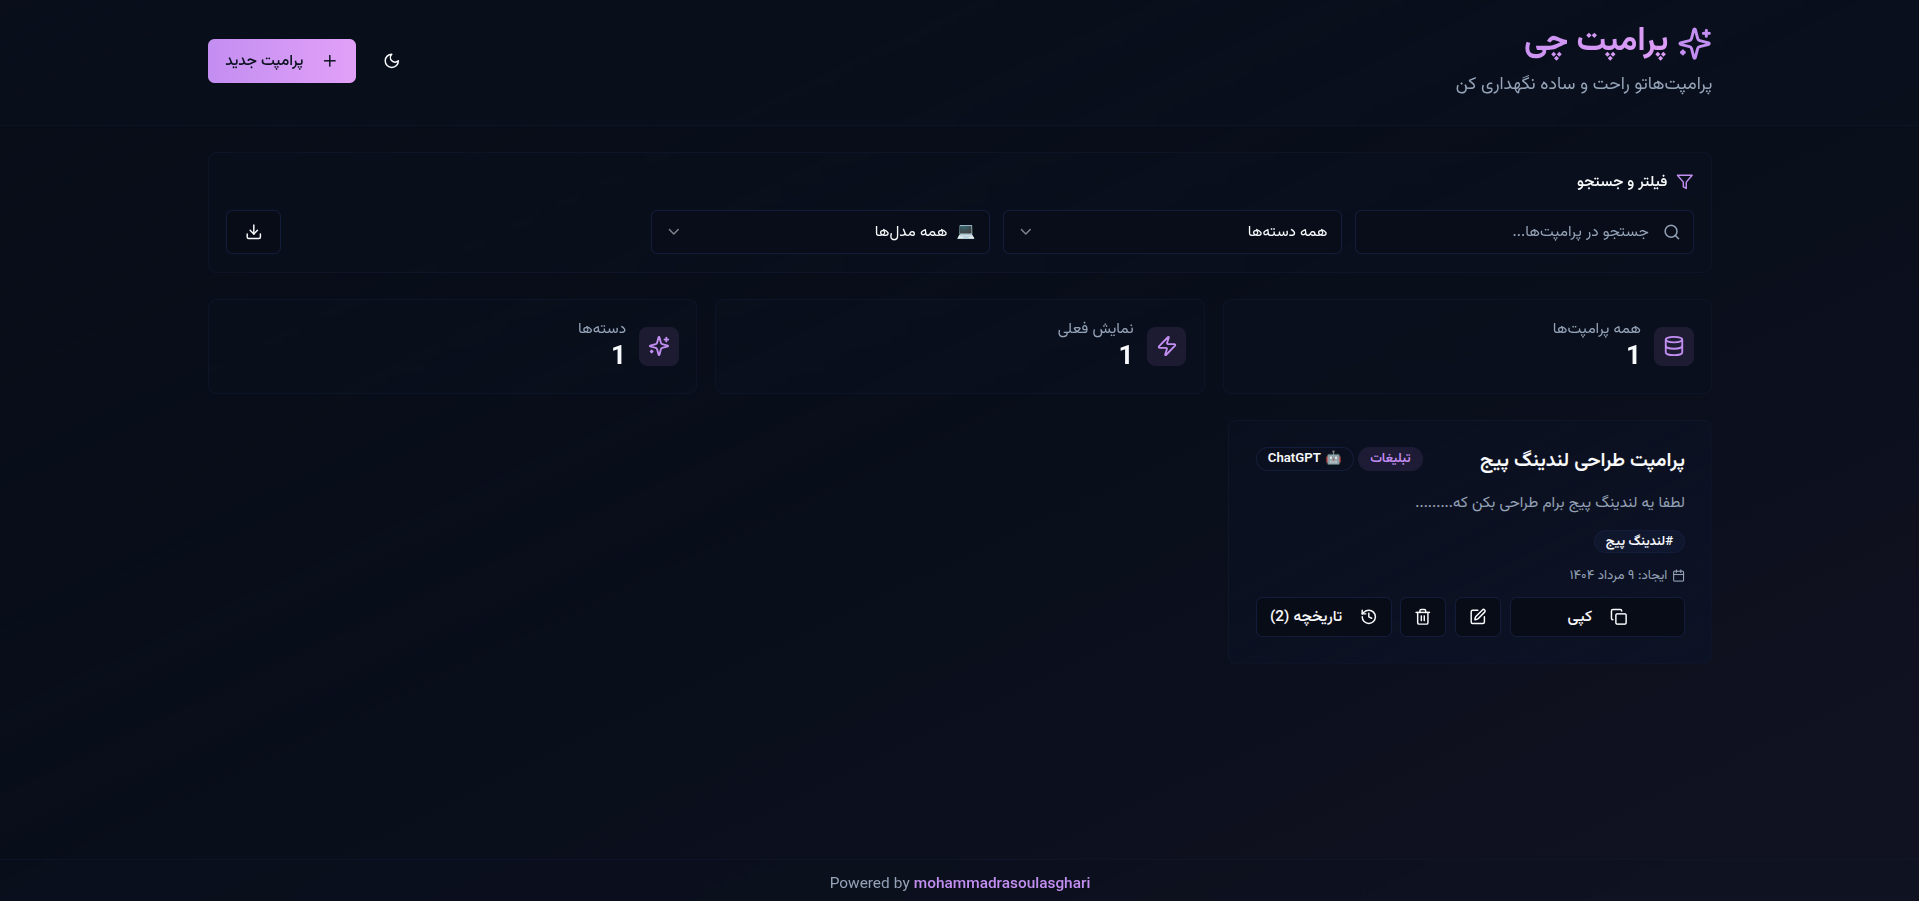 پرامپت چی
پرامپت‌هاتو راحت و ساده نگهداری کن
پرامپت جدید
فیلتر و جستجو
جستجو در پرامپت‌ها...
همه دسته‌ها
همه مدل‌ها
همه پرامپت‌ها
1
نمایش فعلی
1
دسته‌ها
1
پرامپت طراحی لندینگ پیج
تبلیغات
ChatGPT
لطفا یه لندینگ پیج برام طراحی بکن که.........
#لندینگ پیج
ایجاد: ۹ مرداد ۱۴۰۴
کپی
تاریخچه (2)
Powered by mohammadrasoulasghari